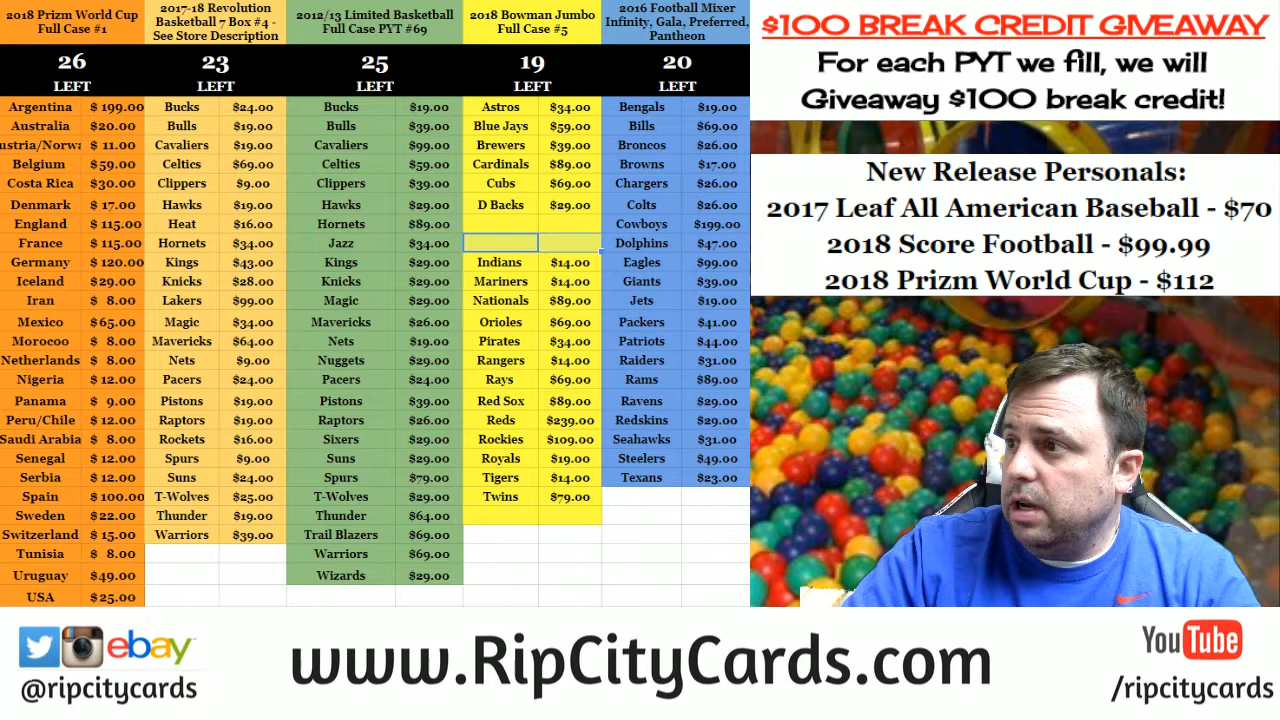 2018 Prizm World Cup
Full Case #1
26
LEFT
Argentina $ 199.00
Australia $20.00
ustria/Norwa $ 11.00
Belgium $59.00
Costa Rica $30.00
Denmark $ 17.00
England $ 115.00
France $ 115.00
Germany $ 120.00
Iceland $29.00
Iran $ 8.00
Mexico $65.00
Morocoo $ 8.00
Netherlands $ 8.00
Nigeria $ 12.00
Panama $ 9.00
Peru/Chile $ 12.00
Saudi Arabia $ 8.00
Senegal $ 12.00
Serbia $ 12.00
Spain $ 100.00
Sweden $ 22.00
Switzerland $ 15.00
Tunisia $ 8.00
Uruguay $49.00
USA $25.00
2017-18 Revolution
Basketball 7 Box #4 -
See Store Description
23
LEFT
Bucks $24.00
Bulls $19.00
Cavaliers $19.00
Celtics $69.00
Clippers $9.00
Hawks $19.00
Heat $16.00
Hornets $34.00
Kings $43.00
Knicks $28.00
Lakers $99.00
Magic $34.00
Mavericks $64.00
Nets $9.00
Pacers $24.00
Pistons $19.00
Raptors $19.00
Rockets $16.00
Spurs $9.00
Suns $24.00
T-Wolves $25.00
Thunder $19.00
Warriors $39.00
2012/13 Limited Basketball
Full Case PYT #69
25
LEFT
Bucks $19.00
Bulls $39.00
Cavaliers $99.00
Celtics $59.00
Clippers $39.00
Hawks $29.00
Hornets $89.00
Jazz $34.00
Kings $29.00
Knicks $29.00
Magic $29.00
Mavericks $26.00
Nets $19.00
Nuggets $29.00
Pacers $24.00
Pistons $39.00
Raptors $26.00
Sixers $29.00
Suns $29.00
Spurs $79.00
T-Wolves $29.00
Thunder $64.00
Trail Blazers $69.00
Warriors $69.00
Wizards $29.00
2018 Bowman Jumbo
Full Case #5
19
LEFT
Astros $34.00
Blue Jays $59.00
Brewers $39.00
Cardinals $89.00
Cubs $69.00
D Backs $29.00
Indians $14.00
Mariners $14.00
Nationals $89.00
Orioles $69.00
Pirates $34.00
Rangers $14.00
Rays $69.00
Red Sox $89.00
Reds $239.00
Rockies $109.00
Royals $19.00
Tigers $14.00
Twins $79.00
2016 Football Mixer
Infinity, Gala, Preferred,
Pantheon
20
LEFT
Bengals $19.00
Bills $69.00
Broncos $26.00
Browns $17.00
Chargers $26.00
Colts $26.00
Cowboys $199.00
Dolphins $47.00
Eagles $99.00
Giants $39.00
Jets $19.00
Packers $41.00
Patriots $44.00
Raiders $31.00
Rams $89.00
Ravens $29.00
Redskins $29.00
Seahawks $31.00
Steelers $49.00
Texans $23.00
$100 BREAK CREDIT GIVEAWAY
For each PYT we fill, we will
Giveaway $100 break credit!
New Release Personals:
2017 Leaf All American Baseball - $70
2018 Score Football - $99.99
2018 Prizm World Cup - $112
ebay
@ripcitycards
www.RipCityCards.com
YouTube
/ripcitycards